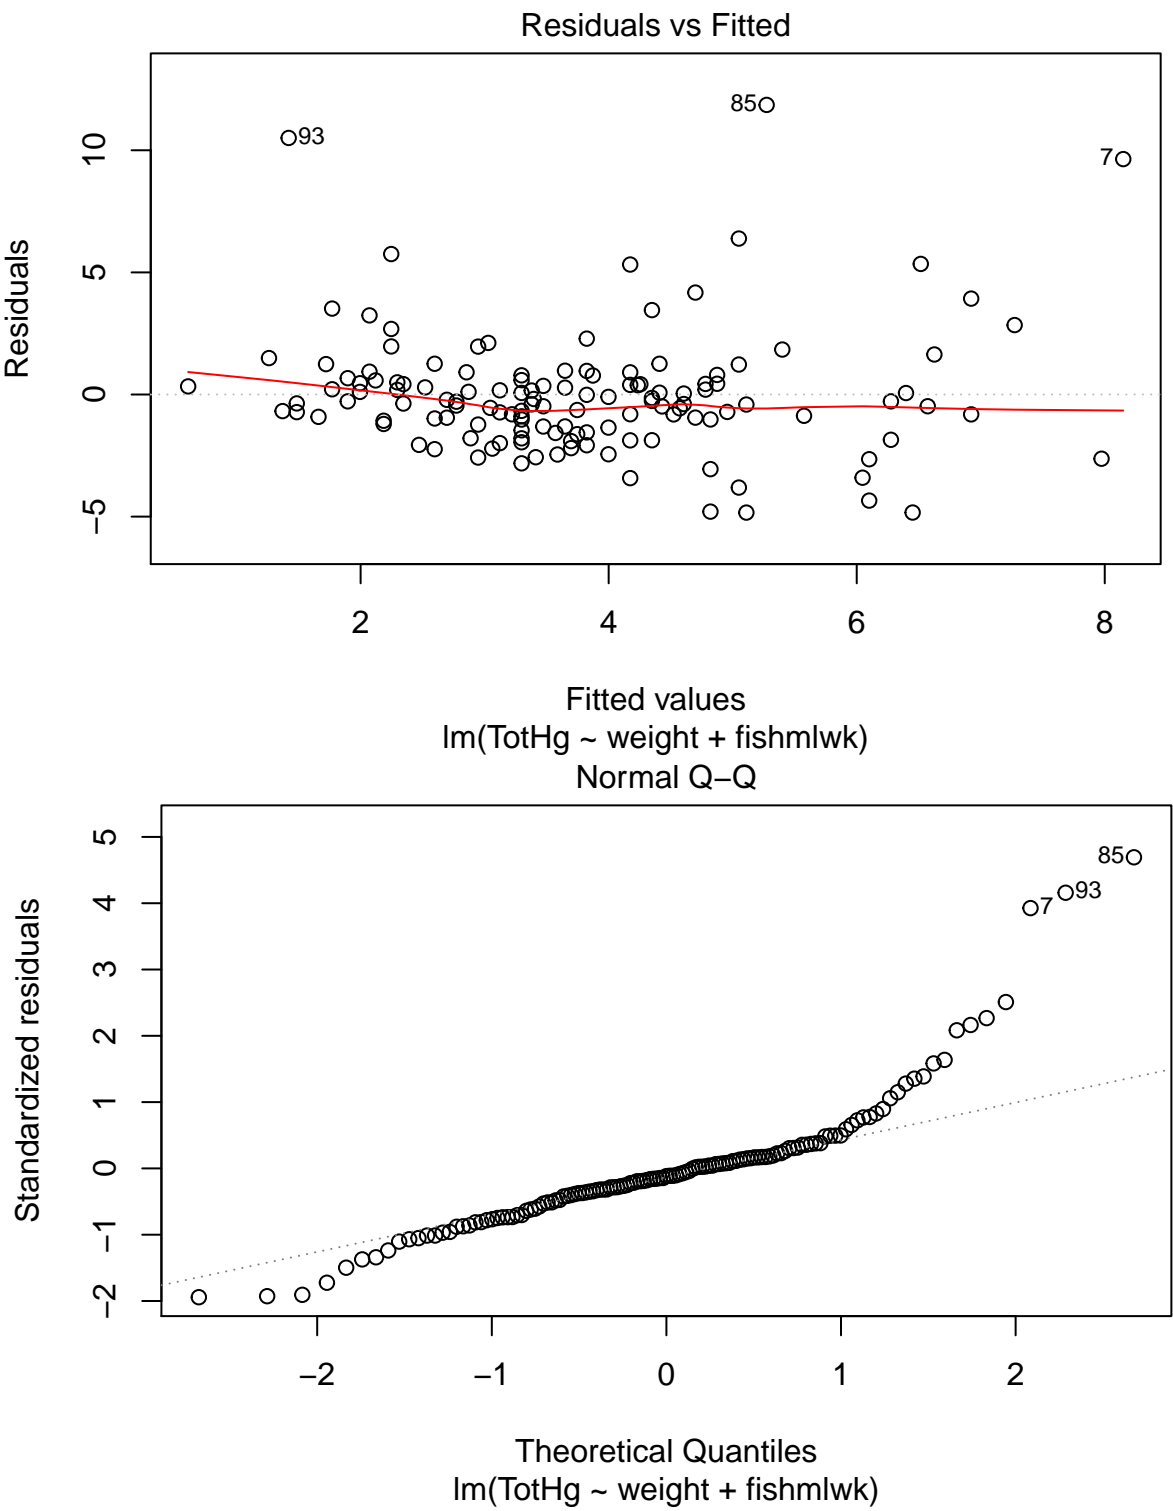 Residuals vs Fitted
Residuals
10
5
0
−5
93
85
7
2 4 6 8
Fitted values
lm(TotHg ~ weight + fishmlwk)
Normal Q−Q
Standardized residuals
5
4
3
2
1
0
−1
−2
85
93
7
−2 −1 0 1 2
Theoretical Quantiles
lm(TotHg ~ weight + fishmlwk)